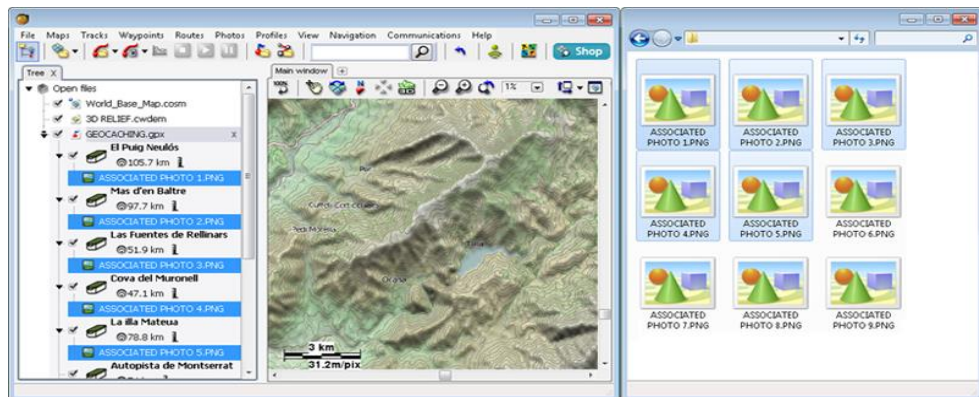 File Maps Tracks Waypoints Routes Photos Profiles View Navigation Communications Help
Shop
Tree X
Main window
100%
1%
Open files
World_Base_Map.cosm
3D RELIEF.cwdem
GEOCACHING.gpx x
El Puig Neulós
105.7 km
ASSOCIATED PHOTO 1.PNG
Mas d'en Baltre
97.7 km
ASSOCIATED PHOTO 2.PNG
Las Fuentes de Rellinars
51.9 km
ASSOCIATED PHOTO 3.PNG
Cova del Muronell
47.1 km
ASSOCIATED PHOTO 4.PNG
La illa Mateua
78.8 km
ASSOCIATED PHOTO 5.PNG
Autopista de Montserrat
3 km
31.2m/pix
ASSOCIATED
PHOTO 1.PNG
ASSOCIATED
PHOTO 2.PNG
ASSOCIATED
PHOTO 3.PNG
ASSOCIATED
PHOTO 4.PNG
ASSOCIATED
PHOTO 5.PNG
ASSOCIATED
PHOTO 6.PNG
ASSOCIATED
PHOTO 7.PNG
ASSOCIATED
PHOTO 8.PNG
ASSOCIATED
PHOTO 9.PNG